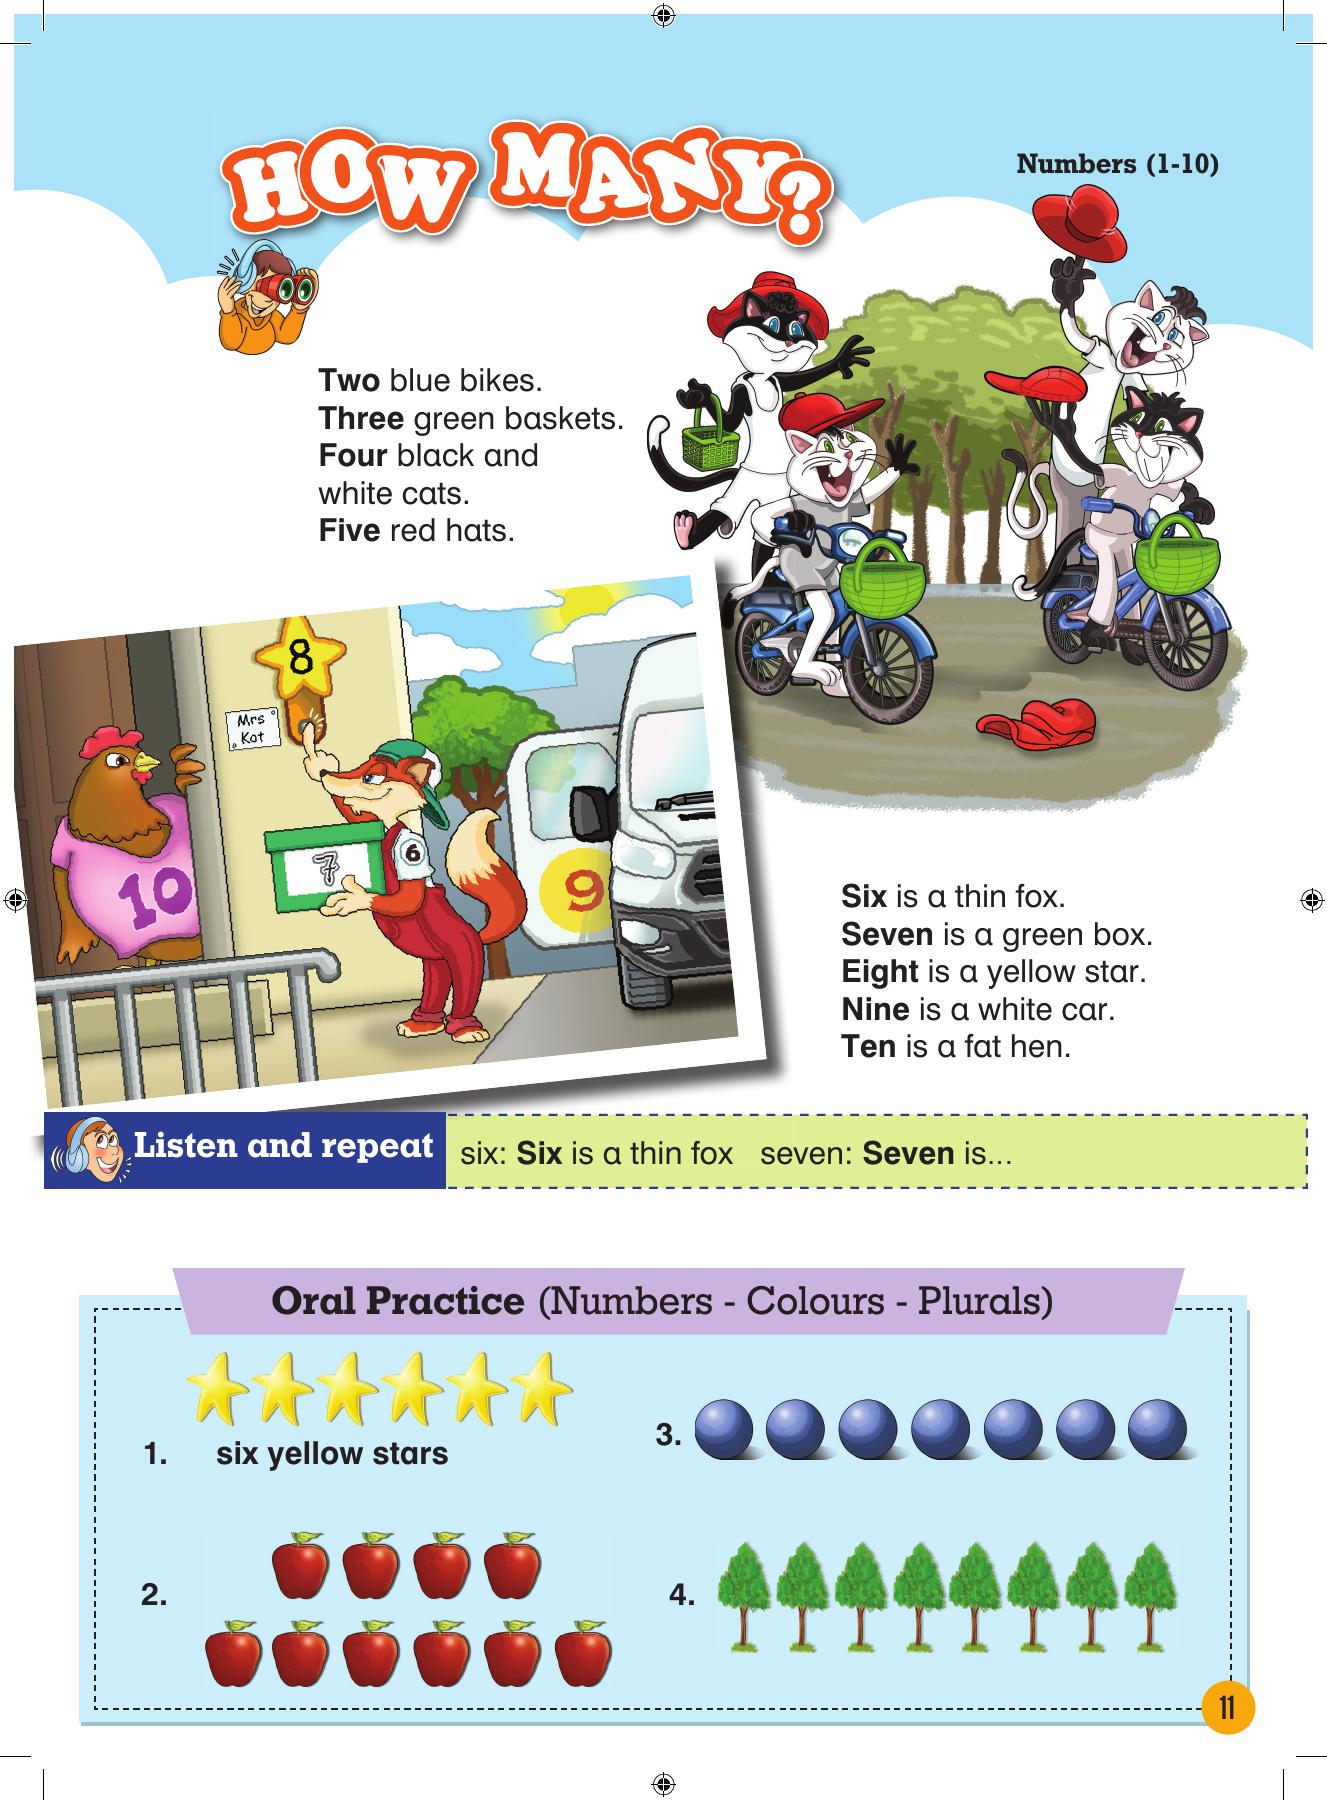 HOW MANY?
Numbers (1-10)
Two blue bikes.
Three green baskets.
Four black and
white cats.
Five red hats.
8
Mrs
Kot
7
6
10
9
Six is a thin fox.
Seven is a green box.
Eight is a yellow star.
Nine is a white car.
Ten is a fat hen.
Listen and repeat
six: Six is a thin fox seven: Seven is...
Oral Practice (Numbers - Colours - Plurals)
1. six yellow stars
2.
3.
4.
11